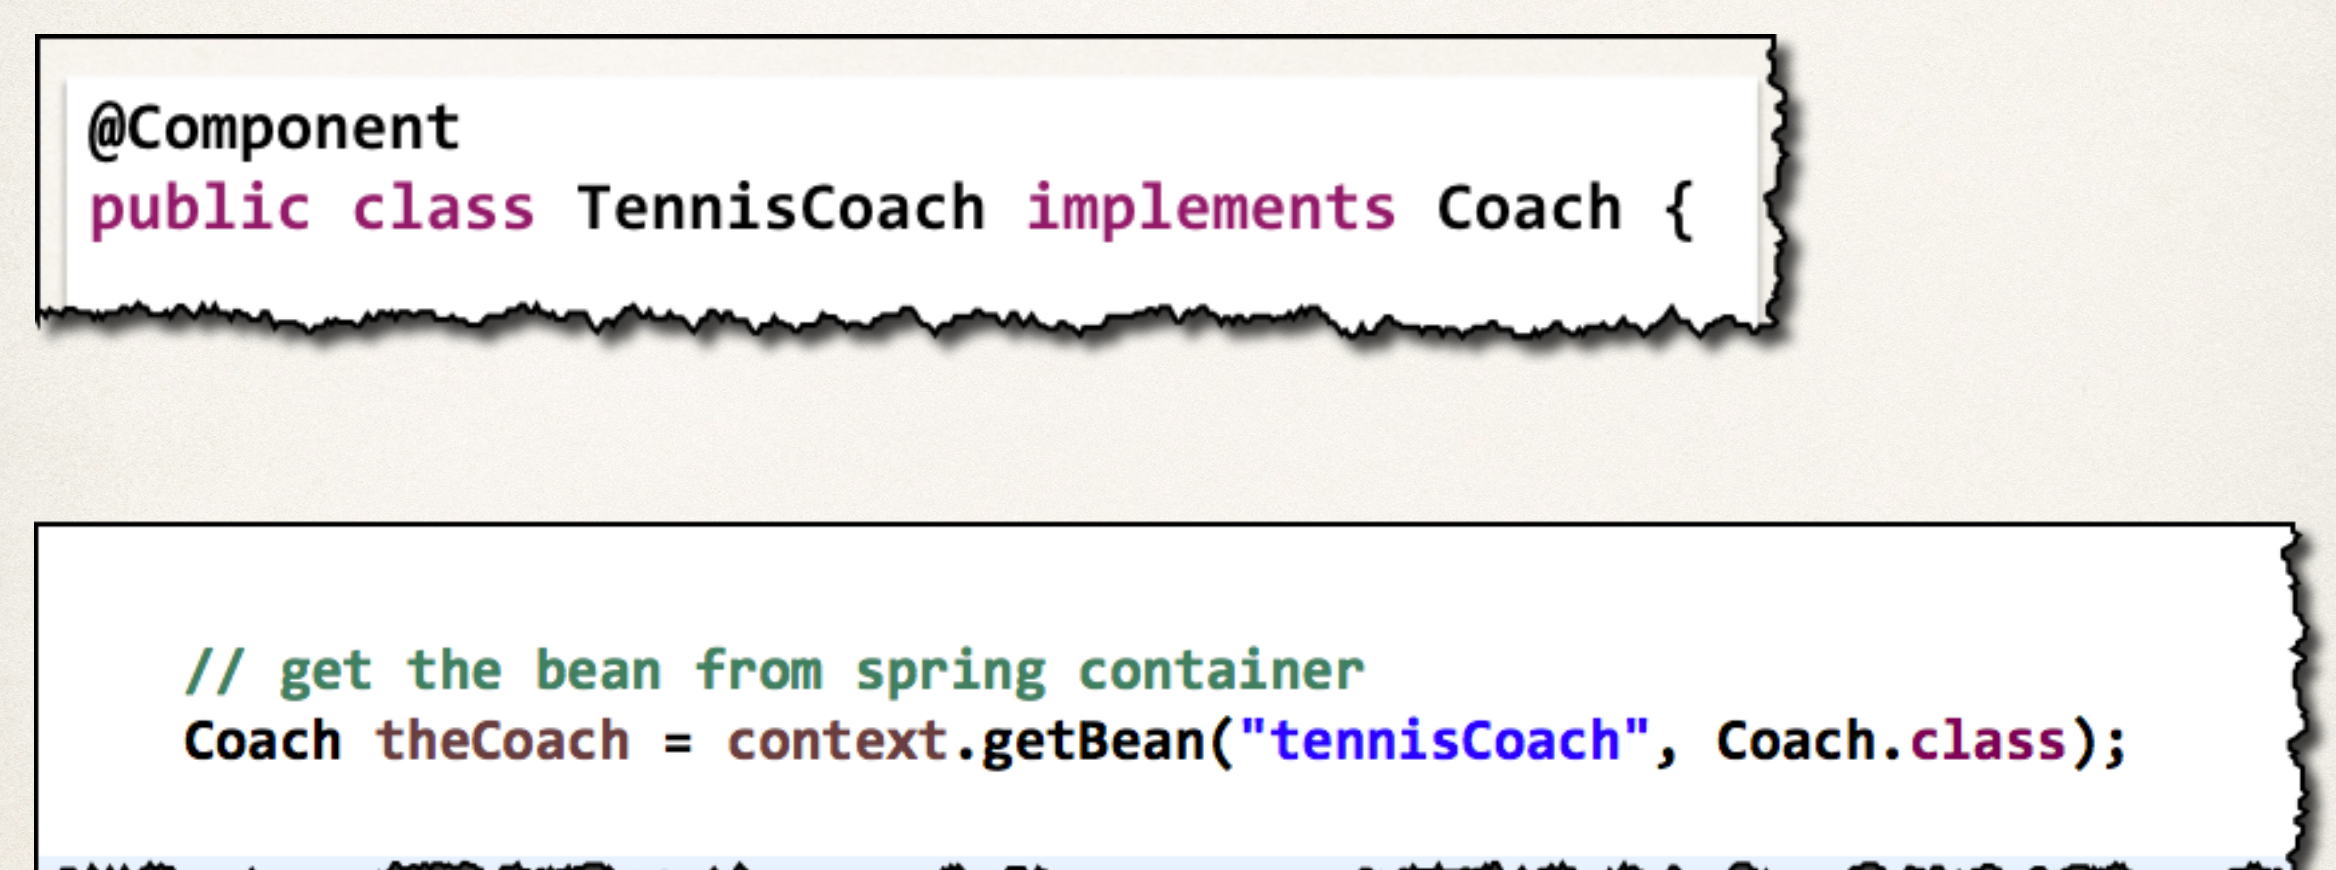 @Component
public class TennisCoach implements Coach {
// get the bean from spring container
Coach theCoach = context.getBean("tennisCoach", Coach.class);